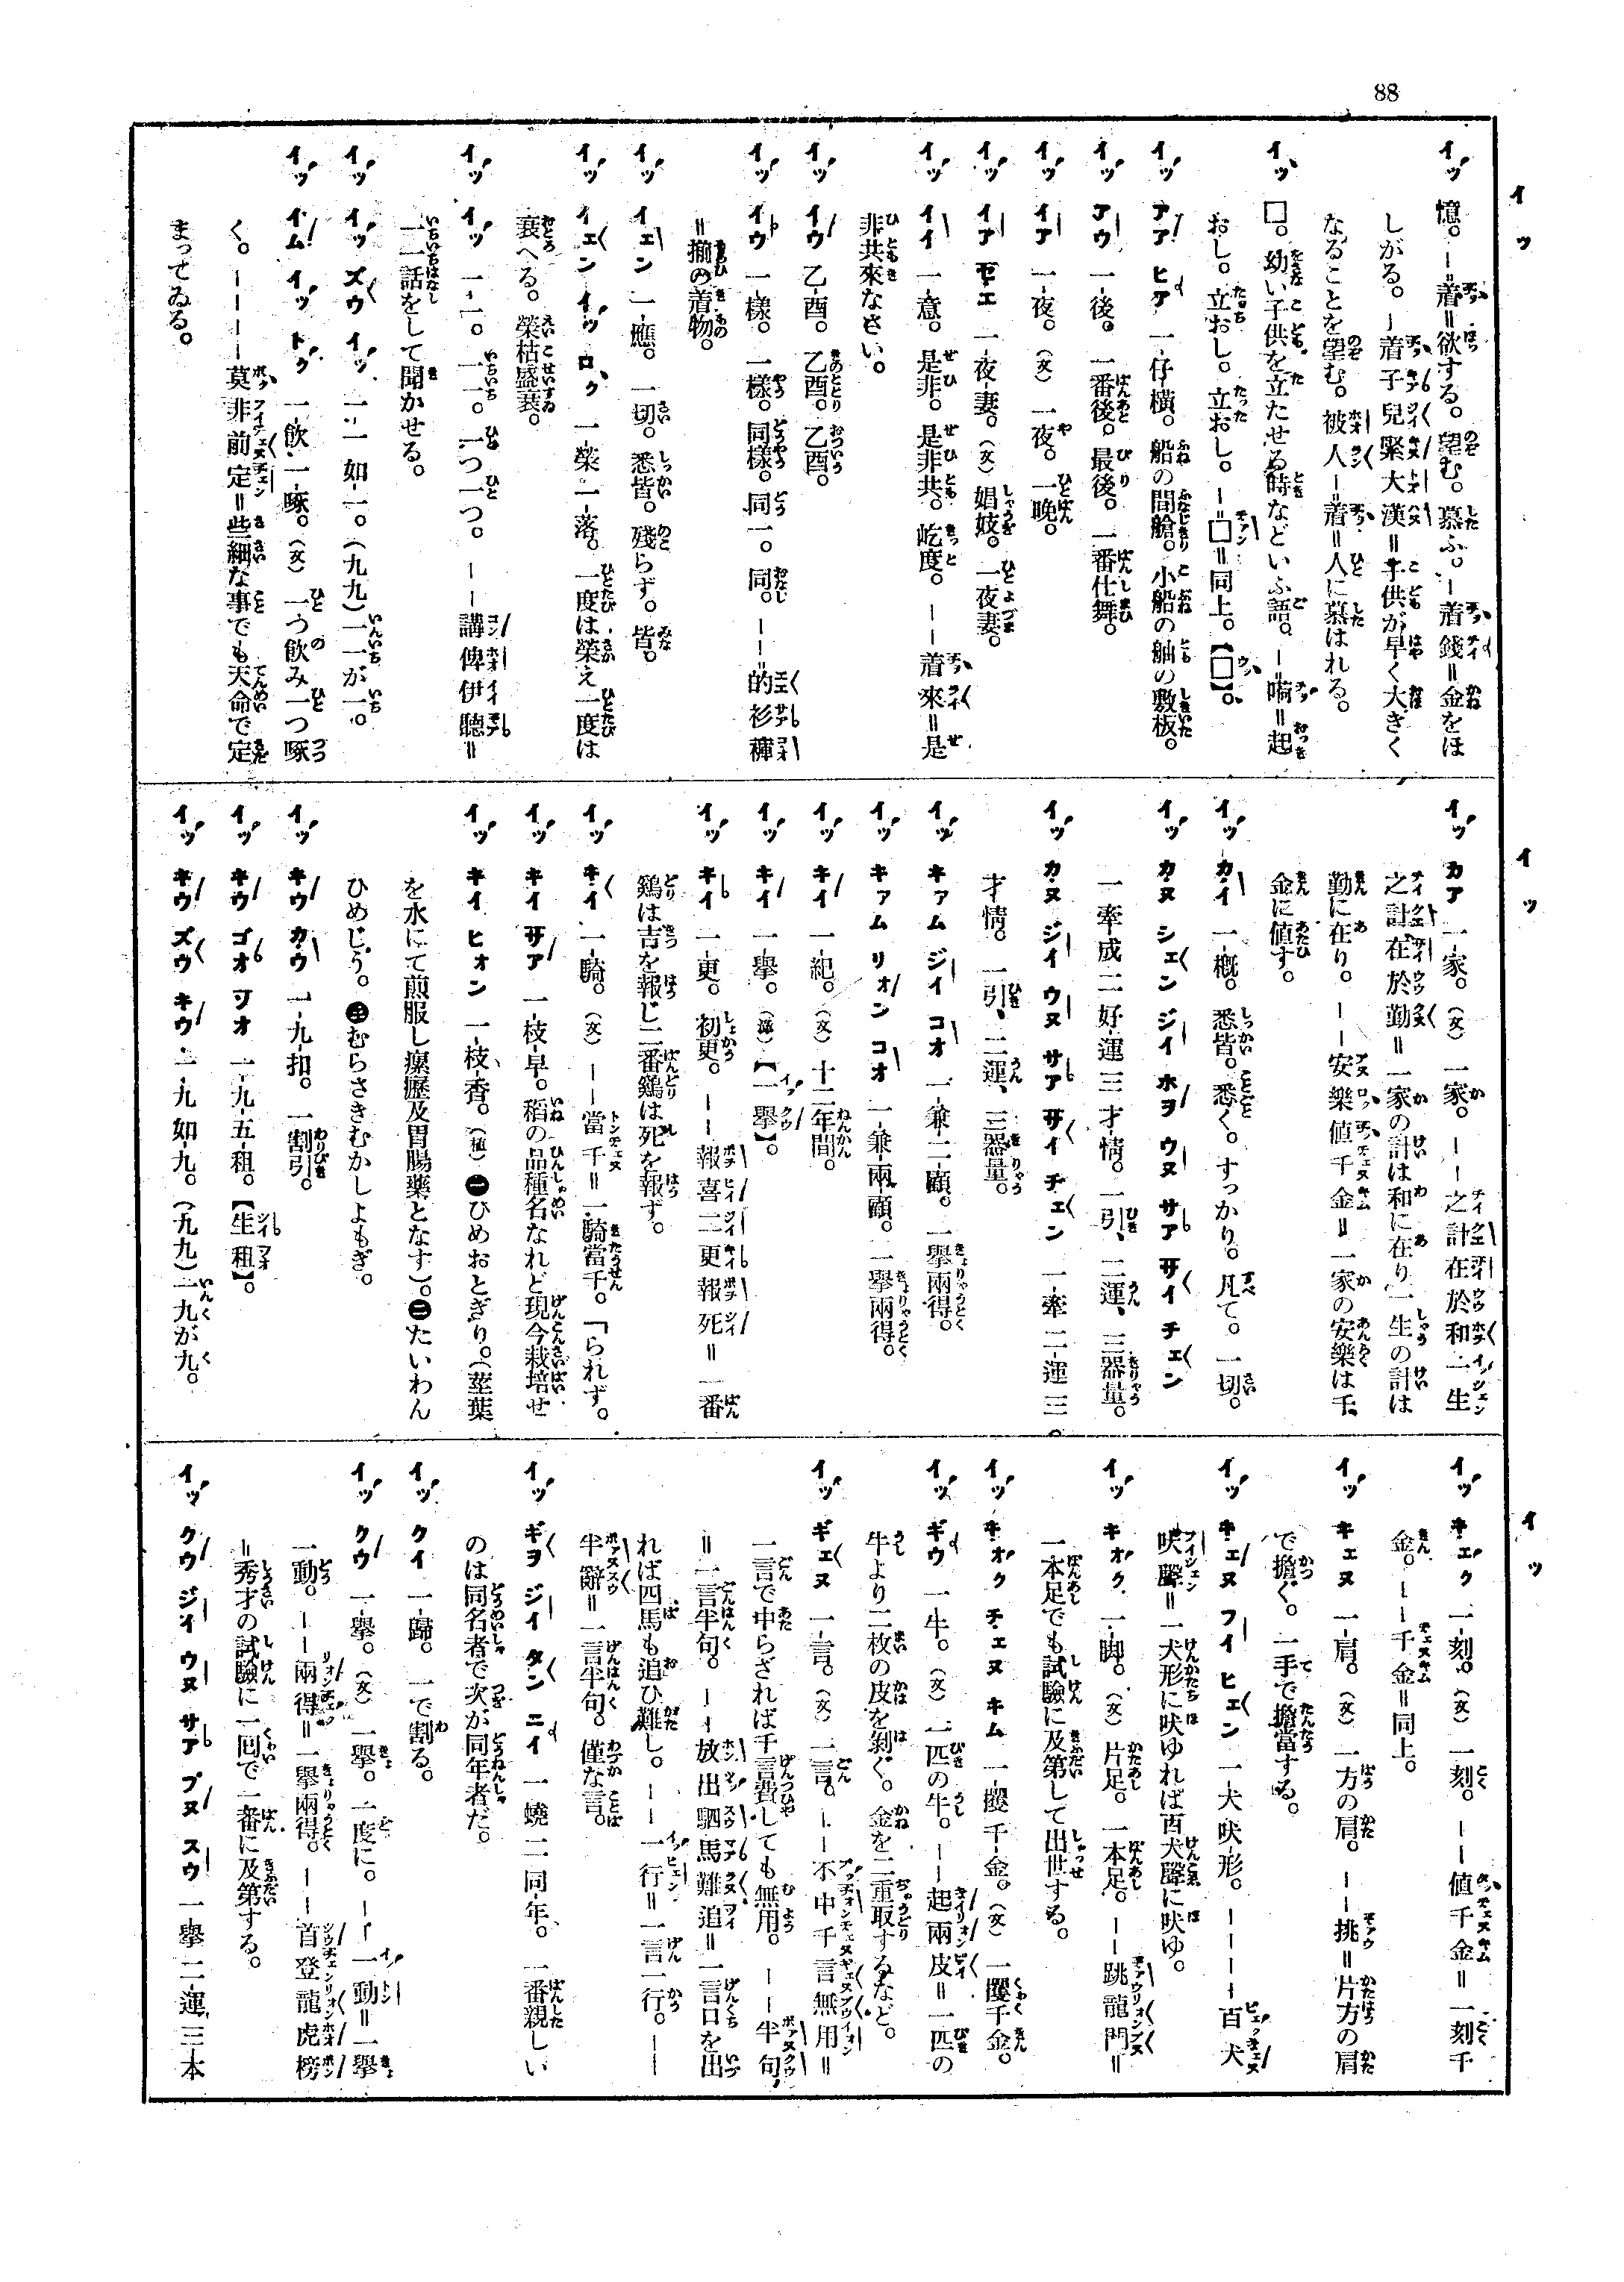 88
イッ
イッ 憶。－－着＝欲する。望む。慕ふ。－着錢＝金をほ
しがる。－着子兒緊大漢＝子供が早く大きく
なることを望む。被人－着＝人に慕はれる。
イッ 囗。幼い子供を立たせる時などいふ語。－－噛＝起
おし。立おし。立おし。－－囗＝同上。【囗】。
イッ アア ヒア 一仔橫。船の間艙。小船の舳の敷板。
イッ アウ 一後。一番後。最後。一番仕舞。
イッ イア 一夜。（文）一夜。一晩。
イッ イア ゼエ 一夜妻。（文）娼妓。一夜妻。
イッ イイ 一意。是非。是非共。屹度。－－着來＝是
非共來なさい。
イッ イウ 乙酉。乙酉。乙酉。
イッ イウ 一樣。一樣。同樣。同一。同。－－＝的衫褲
＝揃の着物。
イッ イェン 一應。一切。悉皆。殘らず。皆。
イッ イェン イッ ロク 一榮一落。一度は榮え一度は
衰へる。榮枯盛衰。
イッ イッ 一一。一一。一つ一つ。－－講俾伊聽＝
一一話をして聞かせる。
イッ イッ ズウ イッ 一一如一。（九九）一一が一。
イッ イム イッ トク 一飲一啄。（文）一つ飲み一つ啄
く。－－－－莫非前定＝些細な事でも天命で定
まってゐる。
イッ
イッ カア 一家。（文）一家。－－之計在於和一生
之計在於勤＝一家の計は和に在り一生の計は
勤に在り。－－安樂値千金＝一家の安樂は千
金に値す。
イッ カイ 一槪。悉皆。悉く。すっかり。凡て。一切。
イッ カヌ シェン ジイ ホヲ ウヌ サア サイ チェン
一牽成二好運三才情。一引、二運、三器量。
イッ カヌ ジイ ウヌ サア サイ チェン 一牽二運三
才情。一引、二運、三器量。
イッ キァム ジイ コオ 一兼二顧。一擧兩得。
イッ キァム リォン コオ 一兼兩顧。一擧兩得。
イッ キイ 一紀。（文）十二年間。
イッ キイ 一擧。（漳）【一擧】。
イッ キイ 一更。初更。－－報喜二更報死＝一番
鷄は吉を報じ二番鷄は死を報ず。
イッ キイ 一騎。（文）－－當千＝一騎當千。「られず。
イッ キイ サア 一枝早。稻の品種名なれど現今栽培せ
イッ キイ ヒォン 一枝香。（植）㊀ひめおとぎり。（莖葉
を水にて煎服し瘰癧及胃腸藥となす）。㊁たいわん
ひめじう。㊂むらさきむかしよもぎ。
イッ キウ カウ 一九扣。一割引。
イッ キウ ゴオ ツオ 一九五租。【生租】。
イッ キウ ズウ キウ 一九如九。（九九）一九が九。
イッ
イッ キェク 一刻。（文）一刻。－－値千金＝一刻千
金。－－千金＝同上。
イッ キェヌ 一肩。（文）一方の肩。－－挑＝片方の肩
で擔ぐ。一手で擔當する。
イッ キェヌ フイ ヒェン 一犬吠形。－－－－百犬
吠聲＝一犬形に吠ゆれば百犬聲に吠ゆ。
イッ キオク 一脚。（文）片足。一本足。－－跳龍門＝
一本足でも試驗に及第して出世する。
イッ キオク チェヌ キム 一攫千金。（文）一攫千金。
イッ ギウ 一牛。（文）一匹の牛。－－起兩皮＝一匹の
牛より二枚の皮を剝ぐ。金を二重取するなど。
イッ ギェヌ 一言。（文）一言。－－不中千言無用＝
一言で中らざれば千言費しても無用。－－半句
＝一言半句。－－放出駟馬難追＝一言口を出
れば四馬も追ひ難し。－－一行＝一言一行。－－
半辭＝一言半句。僅な言。
イッ ギヲ ジイ タン ニイ 一蟯二同年。一番親しい
のは同名者で次が同年者だ。
イッ クイ 一歸。一で割る。
イッ クウ 一擧。（文）一擧。一度に。－－一動＝一擧
一動。－－兩得＝一擧兩得。－－首登龍虎榜
＝秀才の試驗に一囘で一番に及第する。
イッ クウ ジイ ウヌ サア プヌ スウ 一擧二運三本